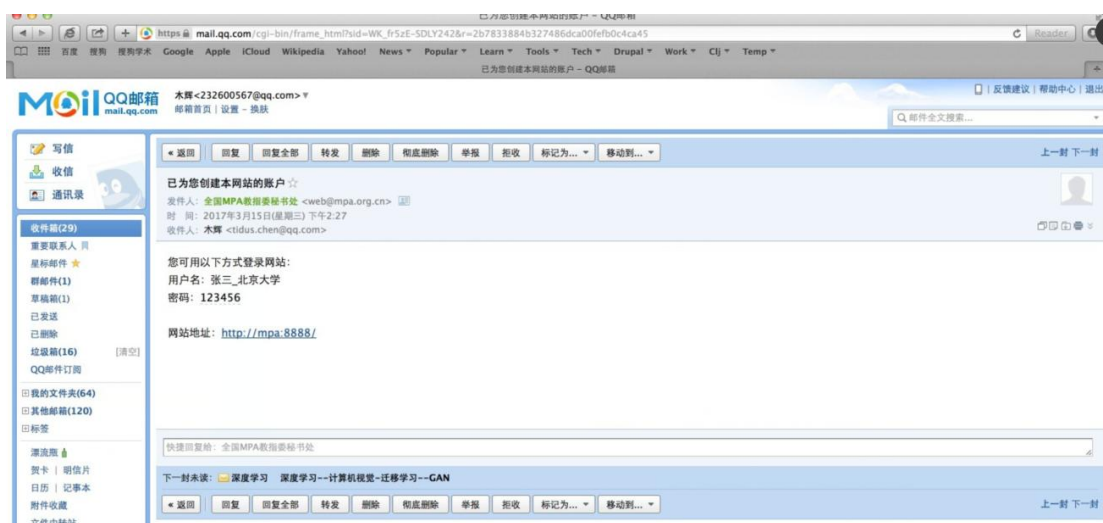 已为您创建本网站的账户 - QQ邮箱
https mail.qq.com/cgi-bin/frame_html?sid=WK_fr5zE-SDLY242&r=2b7833884b327486dca00fefb0c4ca45
Reader
百度 搜狗 搜狗学术 Google Apple iCloud Wikipedia Yahoo! News Popular Learn Tools Tech Drupal Work Clj Temp
已为您创建本网站的账户 - QQ邮箱
MAil QQ邮箱
mail.qq.com
木辉<232600567@qq.com>
邮箱首页 | 设置 - 换肤
| 反馈建议 | 帮助中心 | 退出
邮件全文搜索...
写信
收信
通讯录
收件箱(29)
重要联系人
星标邮件
群邮件(1)
草稿箱(1)
已发送
已删除
垃圾箱(16) [清空]
QQ邮件订阅
我的文件夹(64)
其他邮箱(120)
标签
漂流瓶
贺卡 | 明信片
日历 | 记事本
附件收藏
文件中转站
« 返回 回复 回复全部 转发 删除 彻底删除 举报 拒收 标记为... 移动到...
上一封 下一封
已为您创建本网站的账户
发件人: 全国MPA教指委秘书处 <web@mpa.org.cn>
时 间: 2017年3月15日(星期三) 下午2:27
收件人: 木辉 <tidus.chen@qq.com>
您可用以下方式登录网站:
用户名: 张三_北京大学
密码: 123456
网站地址: http://mpa:8888/
快捷回复给: 全国MPA教指委秘书处
下一封未读: 深度学习 深度学习--计算机视觉-迁移学习--GAN
« 返回 回复 回复全部 转发 删除 彻底删除 举报 拒收 标记为... 移动到...
上一封 下一封